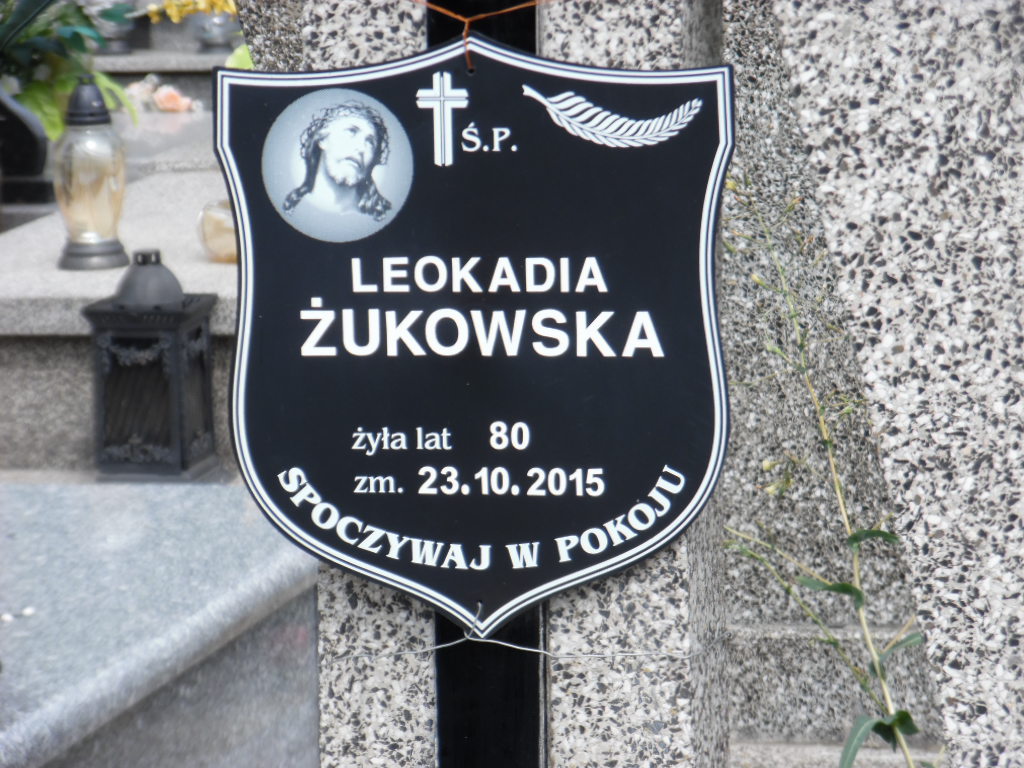 Ś.P.
LEOKADIA
ŻUKOWSKA
żyła lat 80
zm. 23.10.2015
SPOCZYWAJ W POKOJU